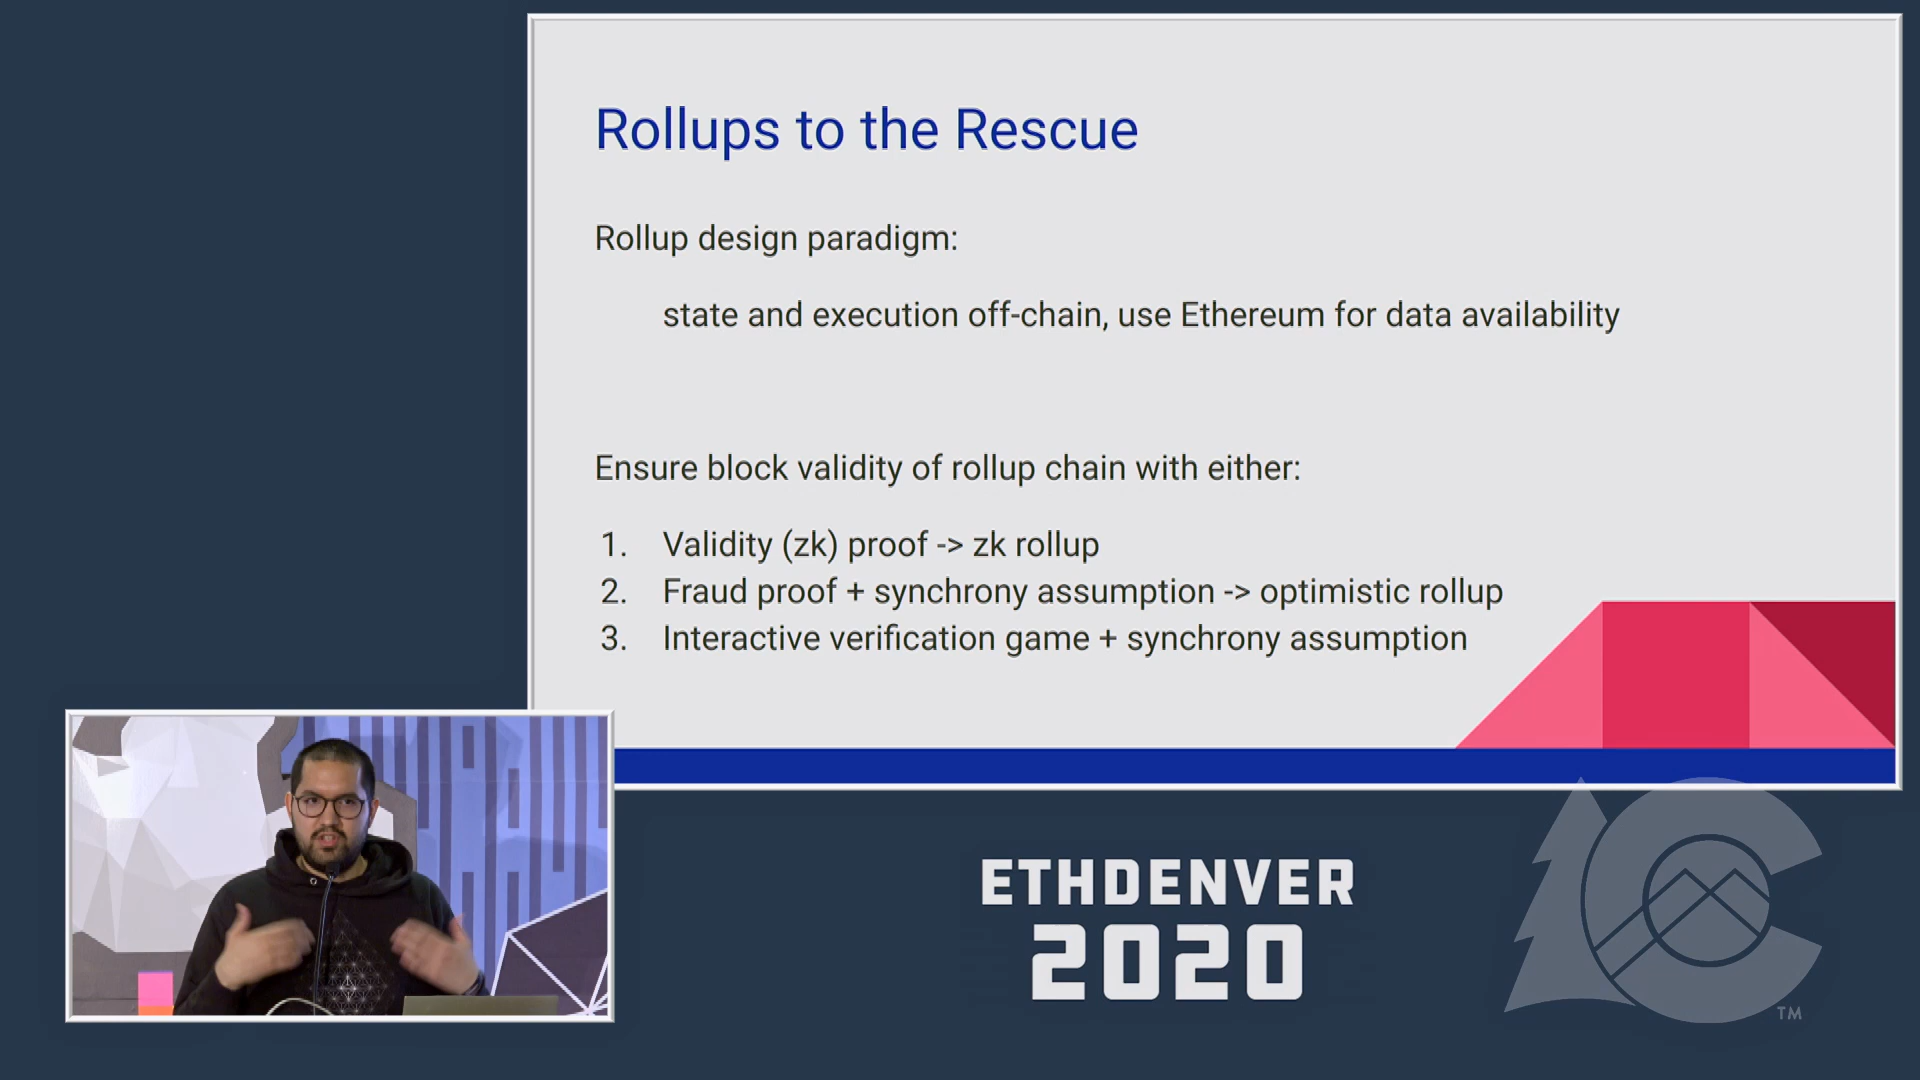 Rollups to the Rescue
Rollup design paradigm:
state and execution off-chain, use Ethereum for data availability
Ensure block validity of rollup chain with either:
1. Validity (zk) proof -> zk rollup
2. Fraud proof + synchrony assumption -> optimistic rollup
3. Interactive verification game + synchrony assumption
ETHDENVER
2020
TM